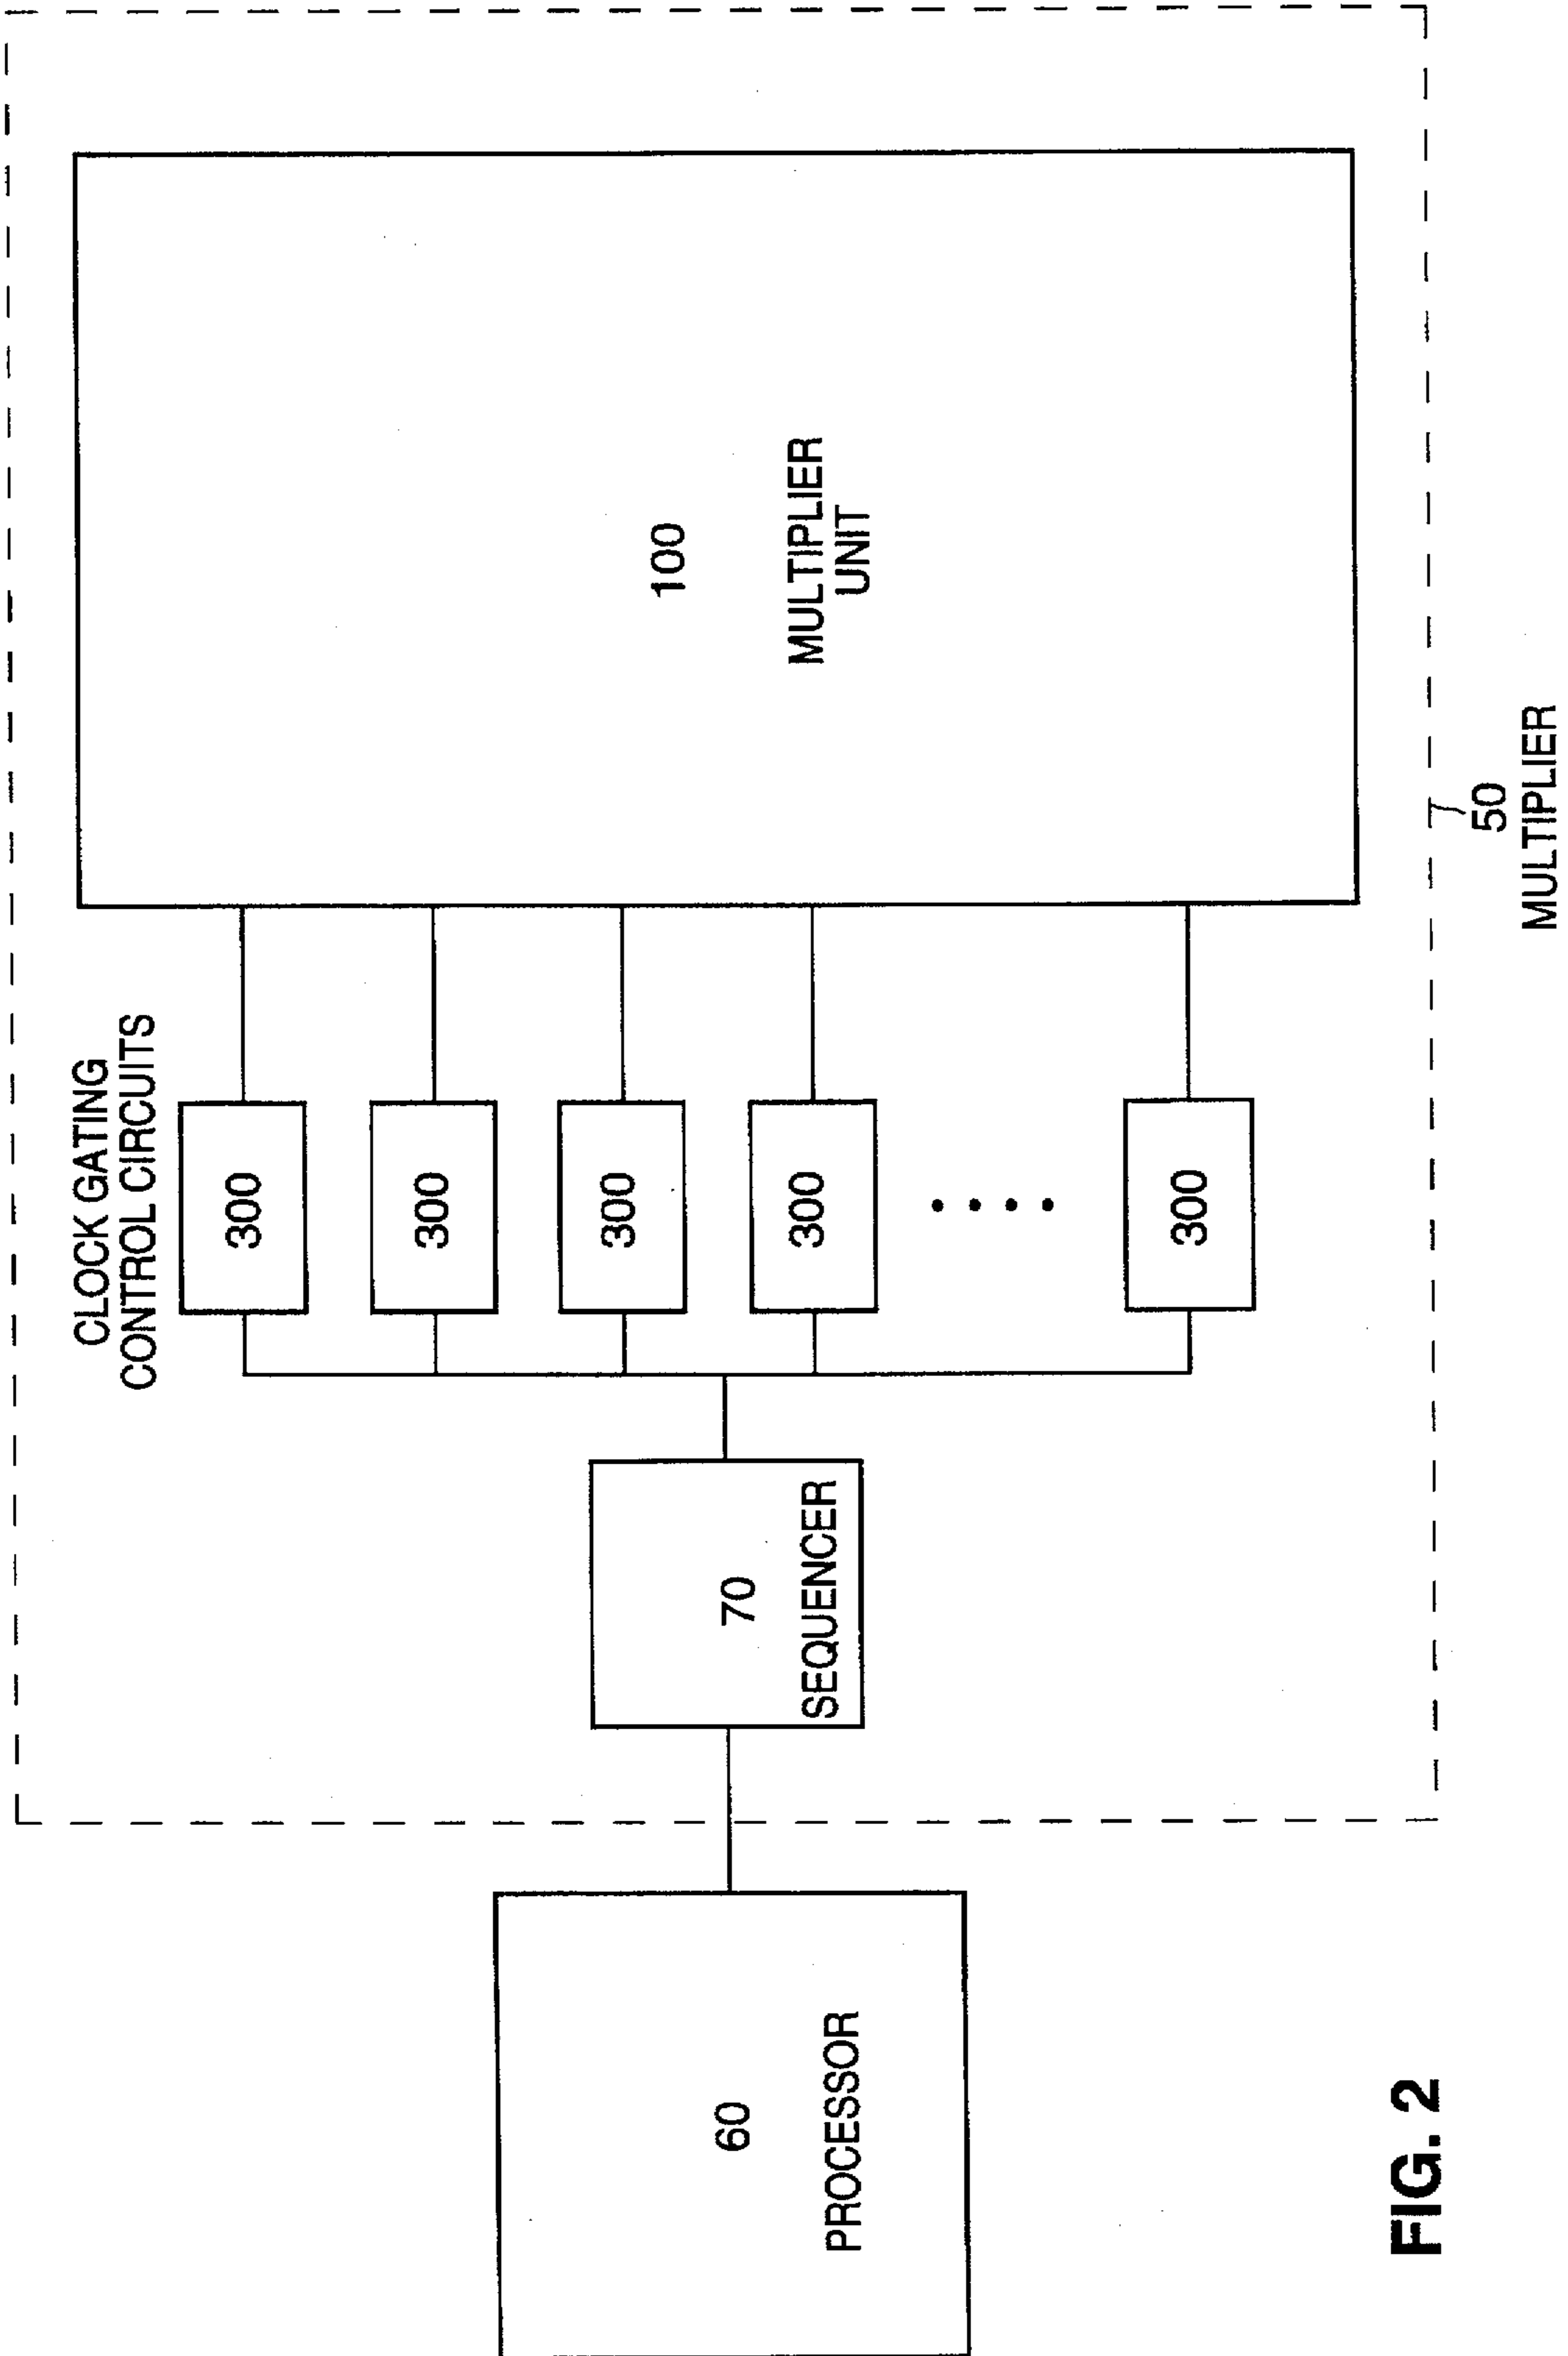 CLOCK GATING
CONTROL CIRCUITS
300
300
300
300
300
60
PROCESSOR
70
SEQUENCER
100
MULTIPLIER
UNIT
50
MULTIPLIER
FIG. 2